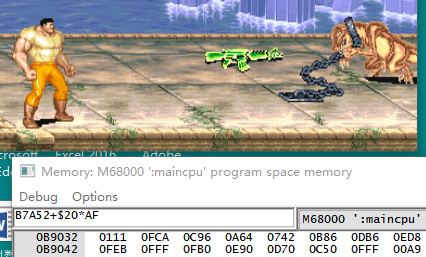 crosoft
Excel 2016
Adobe
Memory: M68000 ':maincpu' program space memory
Debug Options
B7A52+$20*AF
M68000 ':maincpu'
0B9032 0111 0FCA 0C96 0A64 0742 0B86 0DB6 0ED8
0B9042 0FEB 0FFF 0FB0 0E90 0D70 0C50 0FFF 00A9